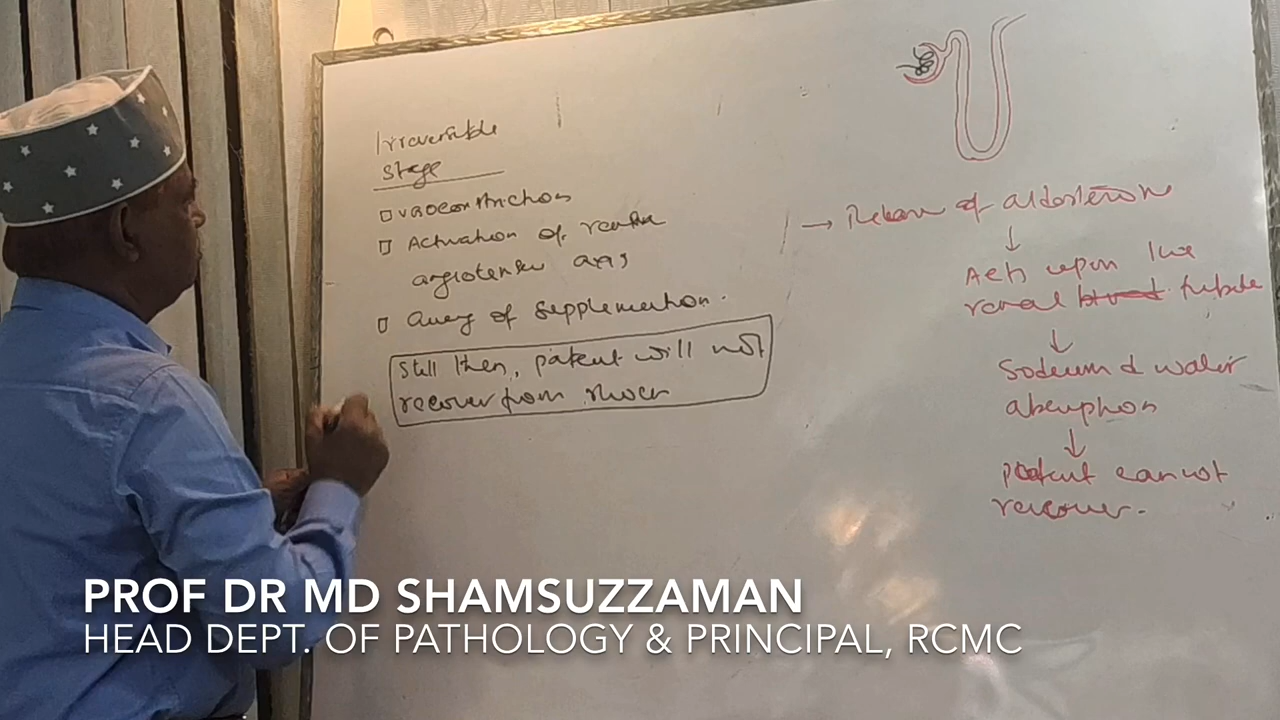 Irreversible
stage
vasoconstriction
Activation of renin
angiotensin axis
of supplemention.
Still then, patient will not
recover from shock
→ Release of aldosterone
↓
Acts upon the
renal blood tubule
↓
Sodium & water
absorption
↓
patient cannot
recover.
PROF DR MD SHAMSUZZAMAN
HEAD DEPT. OF PATHOLOGY & PRINCIPAL, RCMC